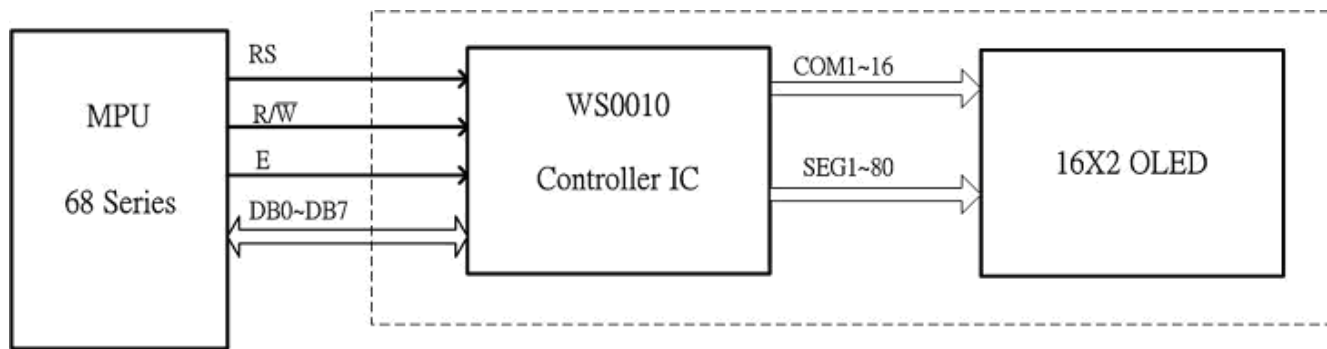 MPU
68 Series
RS
R/W̅
E
DB0~DB7
WS0010
Controller IC
COM1~16
SEG1~80
16X2 OLED